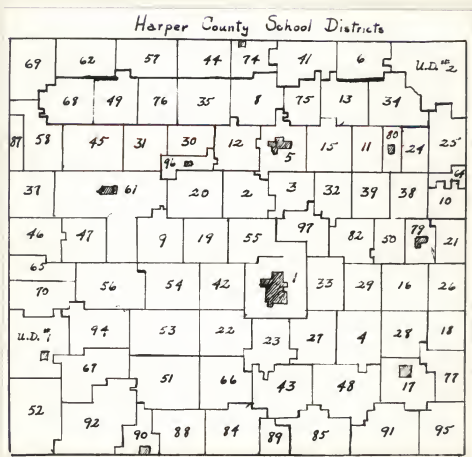 Harper County School Districts
69 62 57 44 74 41 6 U.D. #2
68 49 76 35 8 75 13 34
87 58 45 31 30 12 5 15 11 80 24 25
96 64
37 61 20 2 3 32 39 38 10
46 47 9 19 55 97 82 50 79 21
65
70 56 54 42 1 33 29 16 26
U.D. #1 94 53 22 23 27 4 28 18
67 51 66 43 48 17 77
52 92 90 88 84 89 85 91 95